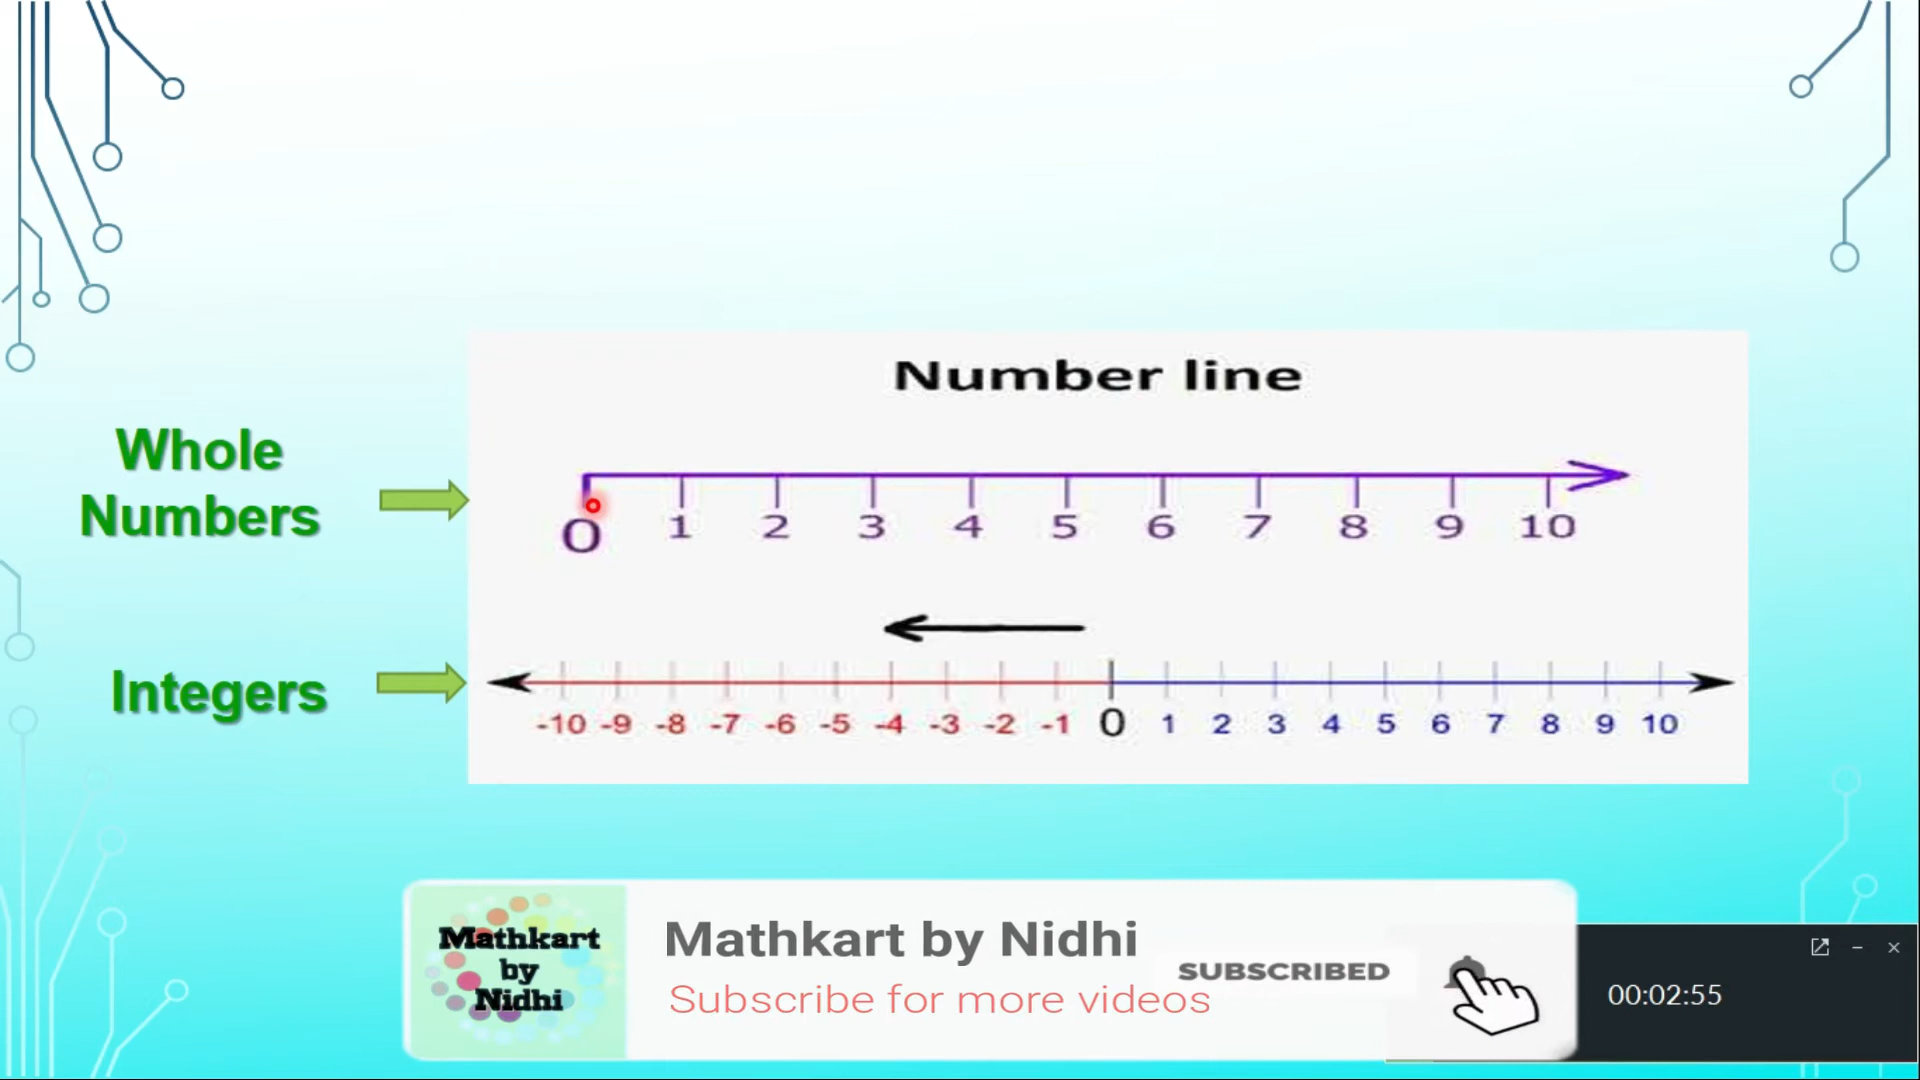 Number line
Whole
Numbers
0 1 2 3 4 5 6 7 8 9 10
Integers
-10 -9 -8 -7 -6 -5 -4 -3 -2 -1 0 1 2 3 4 5 6 7 8 9 10
Mathkart
by
Nidhi
Mathkart by Nidhi
Subscribe for more videos
SUBSCRIBED
00:02:55